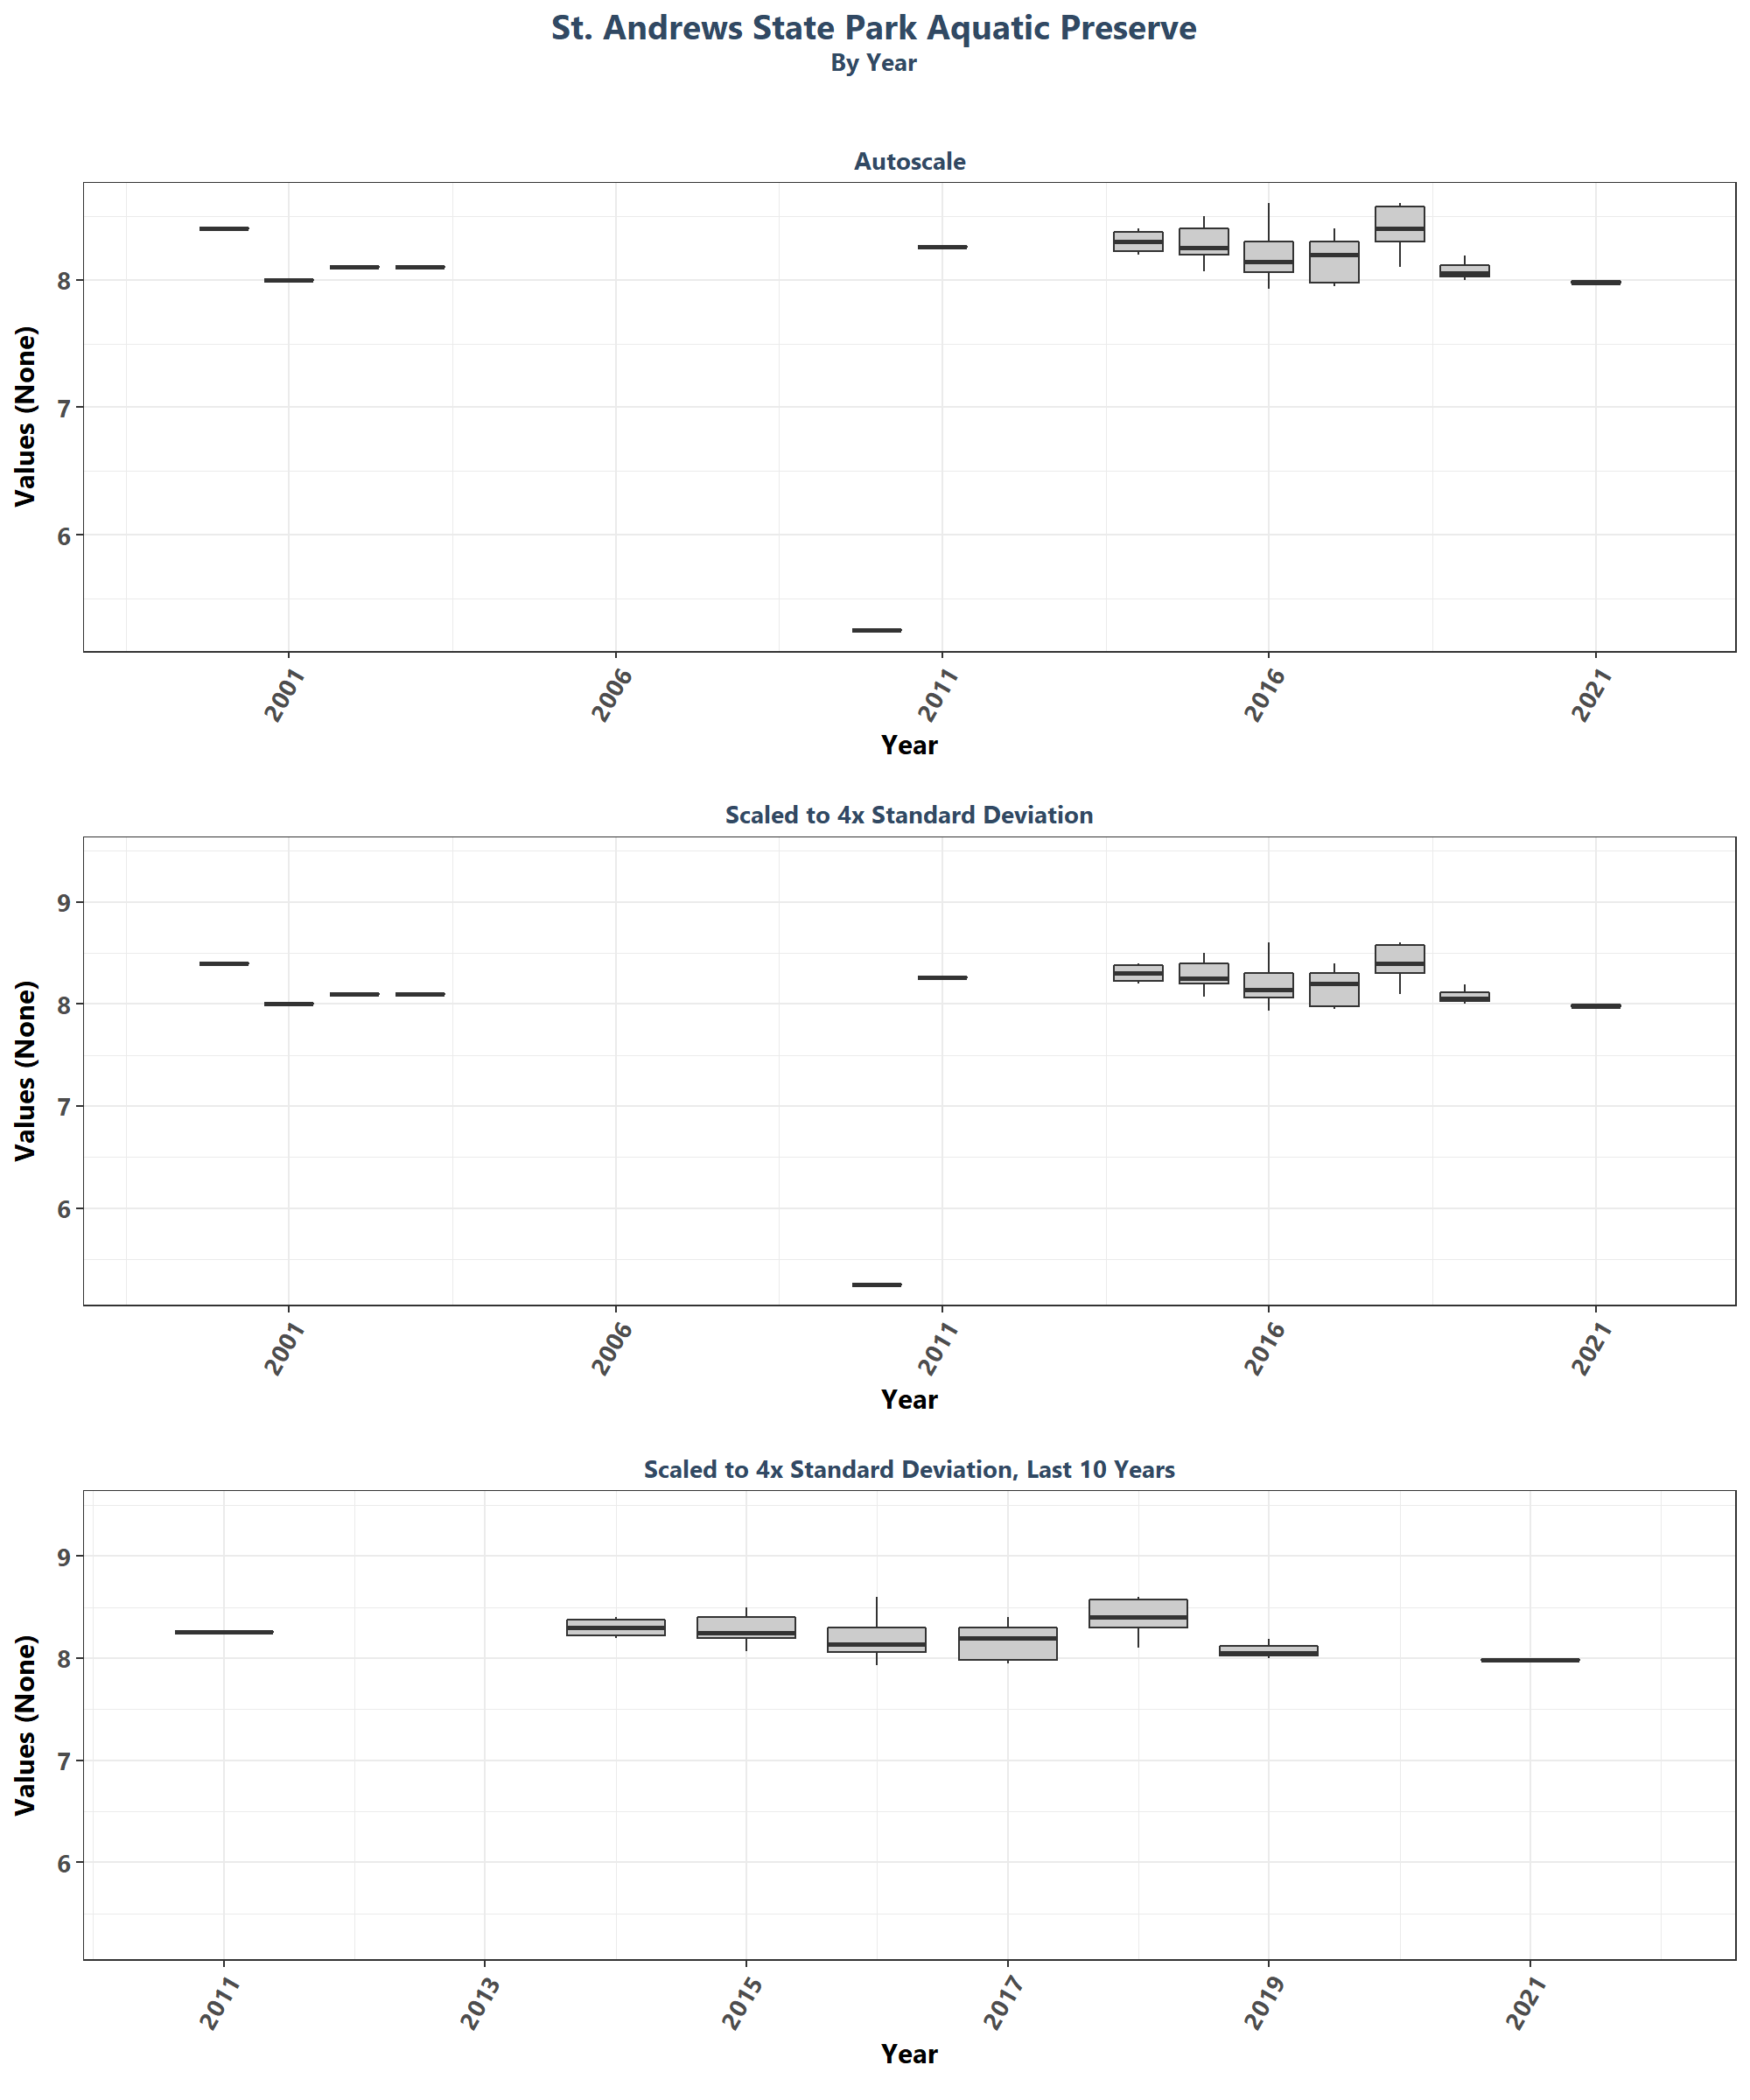 St. Andrews State Park Aquatic Preserve
By Year
Autoscale
Values (None)
8
7
6
2001
2006
2011
2016
2021
Year
Scaled to 4x Standard Deviation
Values (None)
9
8
7
6
2001
2006
2011
2016
2021
Year
Scaled to 4x Standard Deviation, Last 10 Years
Values (None)
9
8
7
6
2011
2013
2015
2017
2019
2021
Year